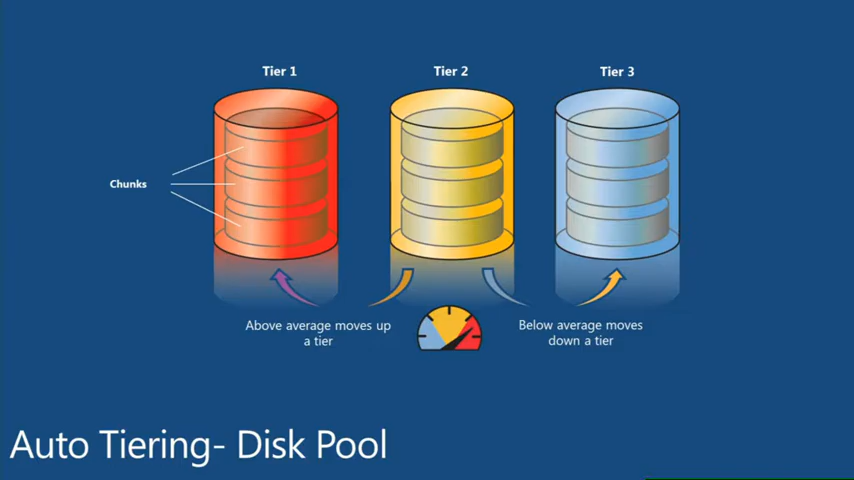 Tier 1
Tier 2
Tier 3
Chunks
Above average moves up
a tier
Below average moves
down a tier
Auto Tiering- Disk Pool